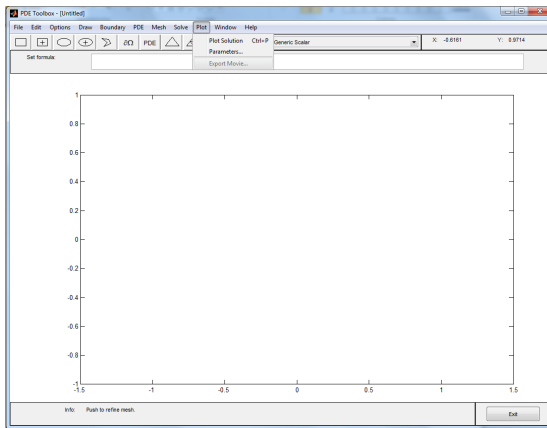 PDE Toolbox - [Untitled]
File Edit Options Draw Boundary PDE Mesh Solve Plot Window Help
∂Ω PDE Generic Scalar X: -0.6161 Y: 0.9714
Plot Solution Ctrl+P
Parameters...
Export Movie...
Set formula:
1
0.8
0.6
0.4
0.2
0
-0.2
-0.4
-0.6
-0.8
-1
-1.5 -1 -0.5 0 0.5 1 1.5
Info: Push to refine mesh.
Exit